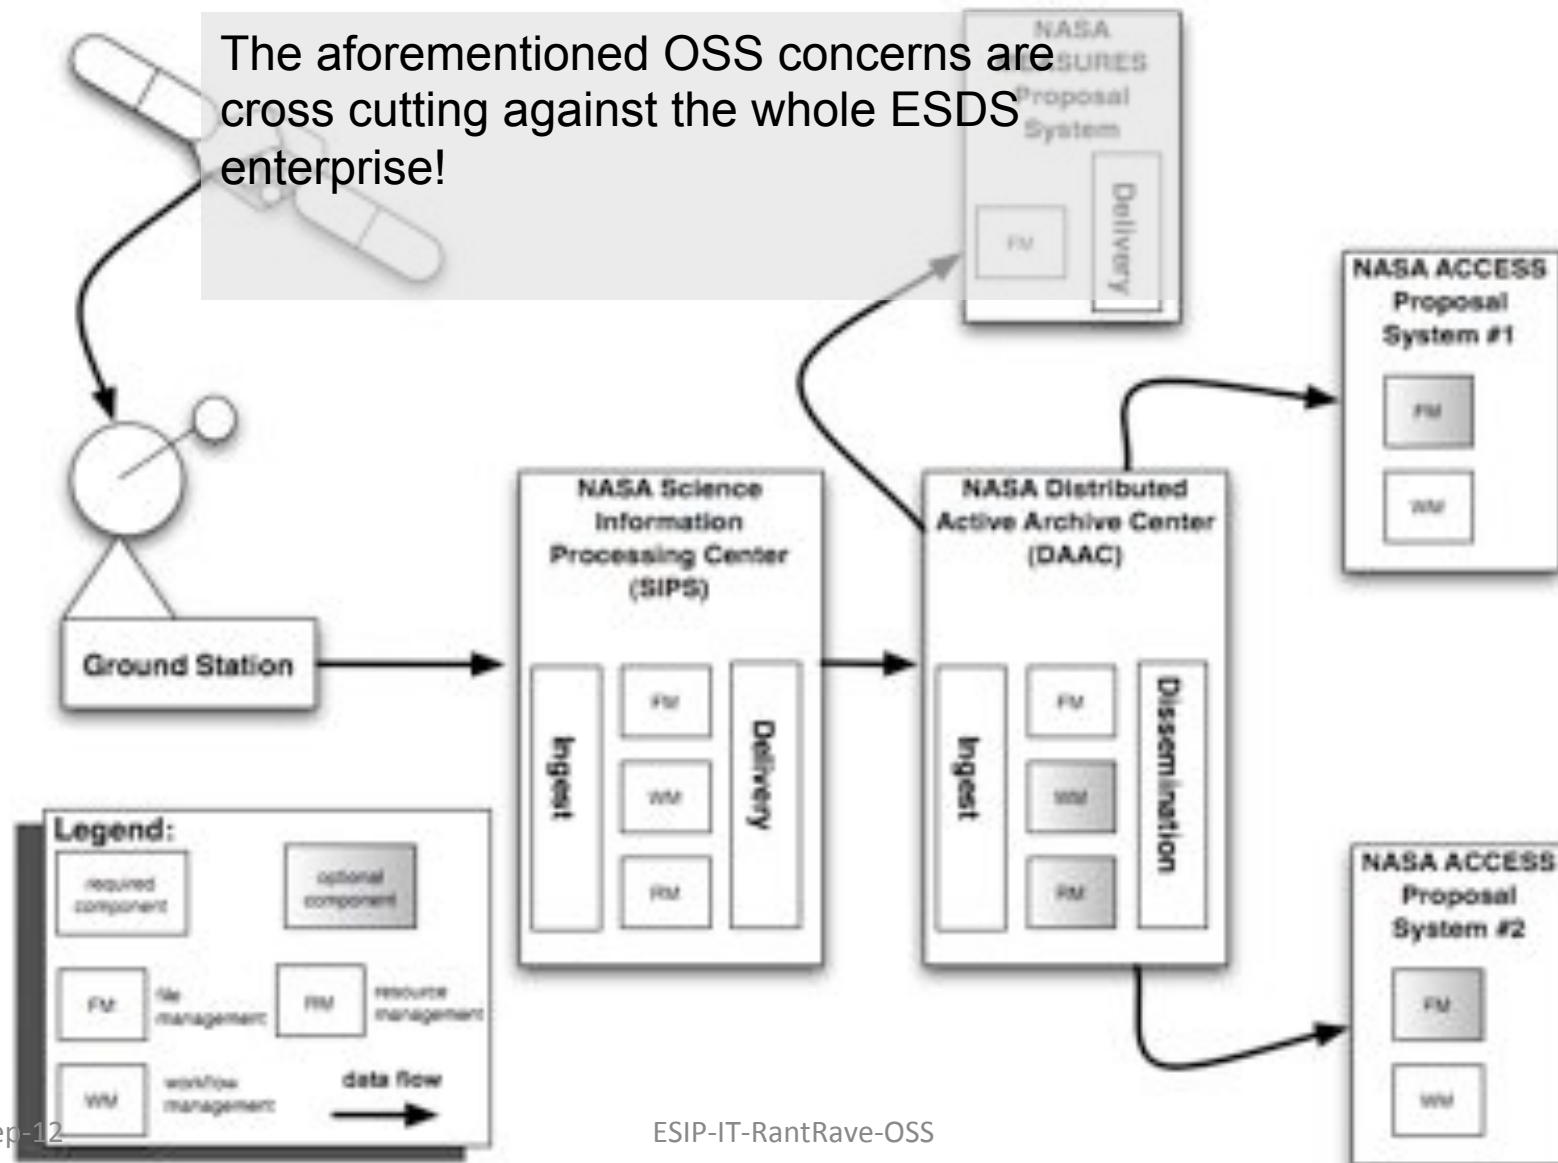 The aforementioned OSS concerns are
cross cutting against the whole ESDS
enterprise!
NASA
MEASURES
Proposal
System
FM
Delivery
NASA ACCESS
Proposal
System #1
FM
WM
NASA Science
Information
Processing Center
(SIPS)
Ingest
FM
WM
RM
Delivery
NASA Distributed
Active Archive Center
(DAAC)
Ingest
FM
WM
RM
Dissemination
Ground Station
NASA ACCESS
Proposal
System #2
FM
WM
Legend:
required
component
optional
component
FM
file
management
RM
resource
management
WM
workflow
management
data flow
ep-12
ESIP-IT-RantRave-OSS